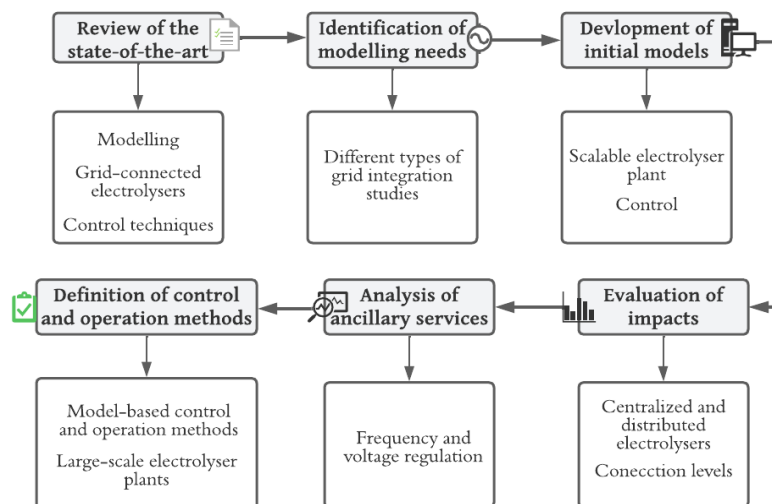 Review of the
state-of-the-art
Identification of
modelling needs
Devlopment of
initial models
Modelling
Grid-connected
electrolysers
Control techniques
Different types of
grid integration
studies
Scalable electrolyser
plant
Control
Definition of control
and operation methods
Analysis of
ancillary services
Evaluation of
impacts
Model-based control
and operation methods
Large-scale electrolyser
plants
Frequency and
voltage regulation
Centralized and
distributed
electrolysers
Conecction levels